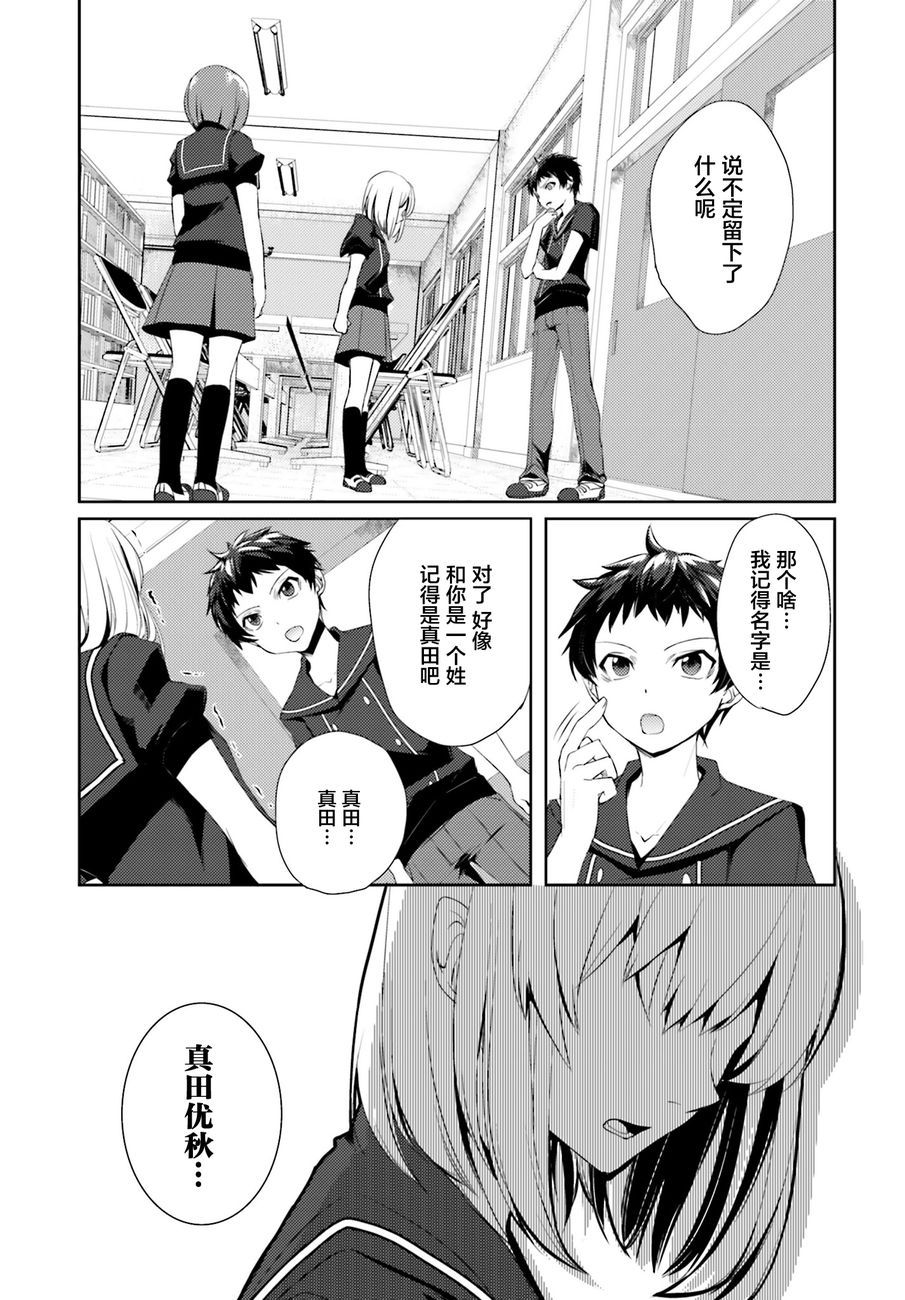 说不定留下了
什么呢
那个啥…
我记得名字是…
对了 好像
和你是一个姓
记得是真田吧
真田…
真田…
真田优秋…